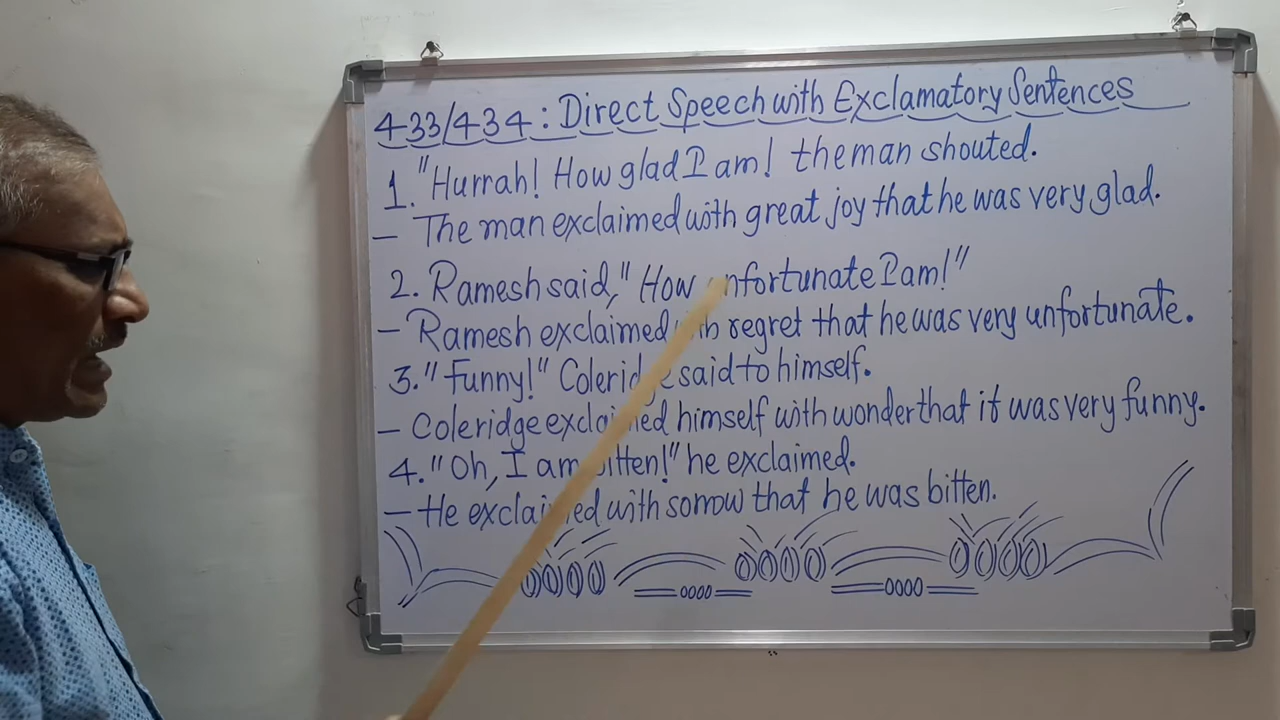 433/434 : Direct Speech with Exclamatory Sentences
1. "Hurrah! How glad I am! the man shouted.
- The man exclaimed with great joy that he was very glad.
2. Ramesh said, "How unfortunate I am!"
- Ramesh exclaimed with regret that he was very unfortunate.
3. "Funny!" Coleridge said to himself.
- Coleridge exclaimed himself with wonder that it was very funny.
4. "Oh, I am bitten!" he exclaimed.
- He exclaimed with sorrow that he was bitten.